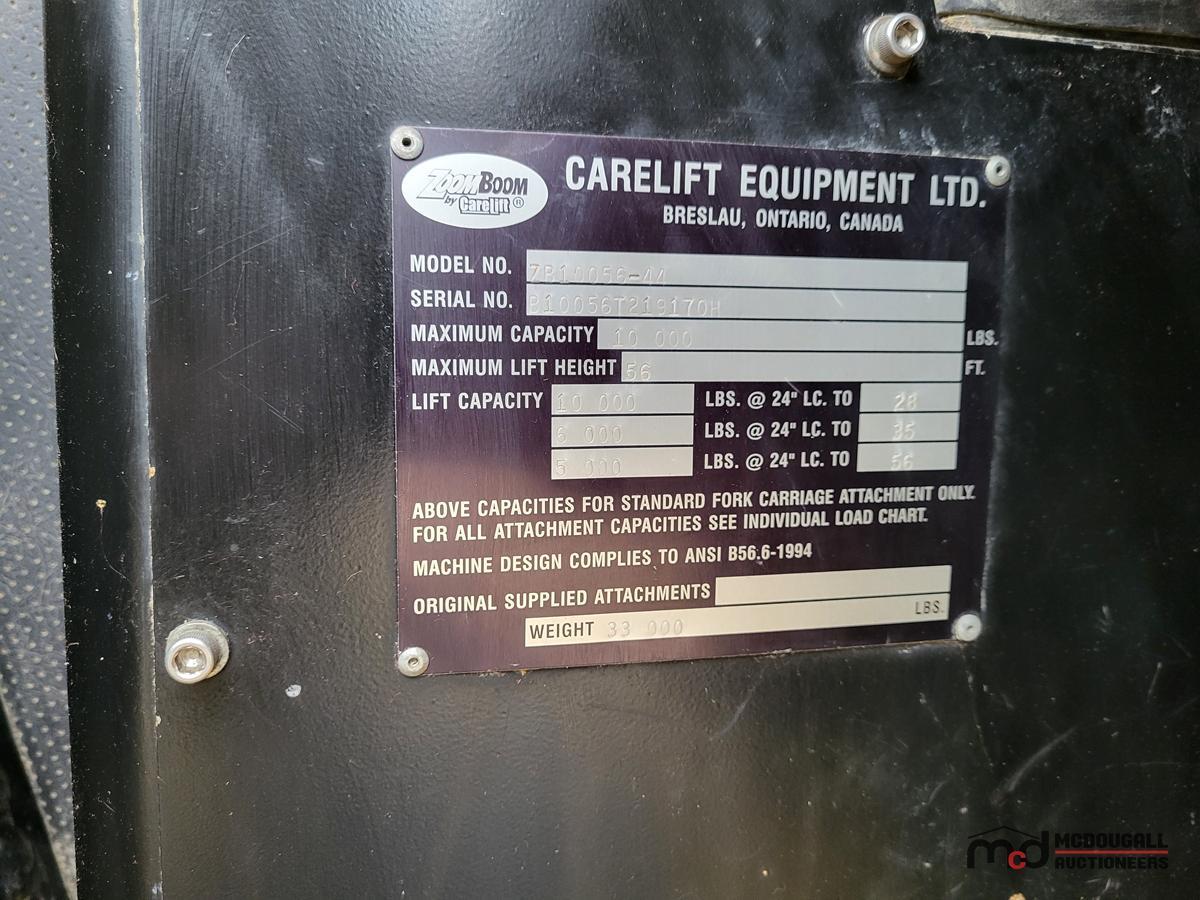 ZOOMBOOM
by CareLift ®
CARELIFT EQUIPMENT LTD.
BRESLAU, ONTARIO, CANADA
MODEL NO. ZB10056-44
SERIAL NO. B10056T219170H
MAXIMUM CAPACITY 10 000 LBS.
MAXIMUM LIFT HEIGHT 56 FT.
LIFT CAPACITY 10 000 LBS. @ 24" LC. TO 28
6 000 LBS. @ 24" LC. TO 35
5 000 LBS. @ 24" LC. TO 56
ABOVE CAPACITIES FOR STANDARD FORK CARRIAGE ATTACHMENT ONLY.
FOR ALL ATTACHMENT CAPACITIES SEE INDIVIDUAL LOAD CHART.
MACHINE DESIGN COMPLIES TO ANSI B56.6-1994
ORIGINAL SUPPLIED ATTACHMENTS
WEIGHT 33 000 LBS.
mcd MCDOUGALL
AUCTIONEERS